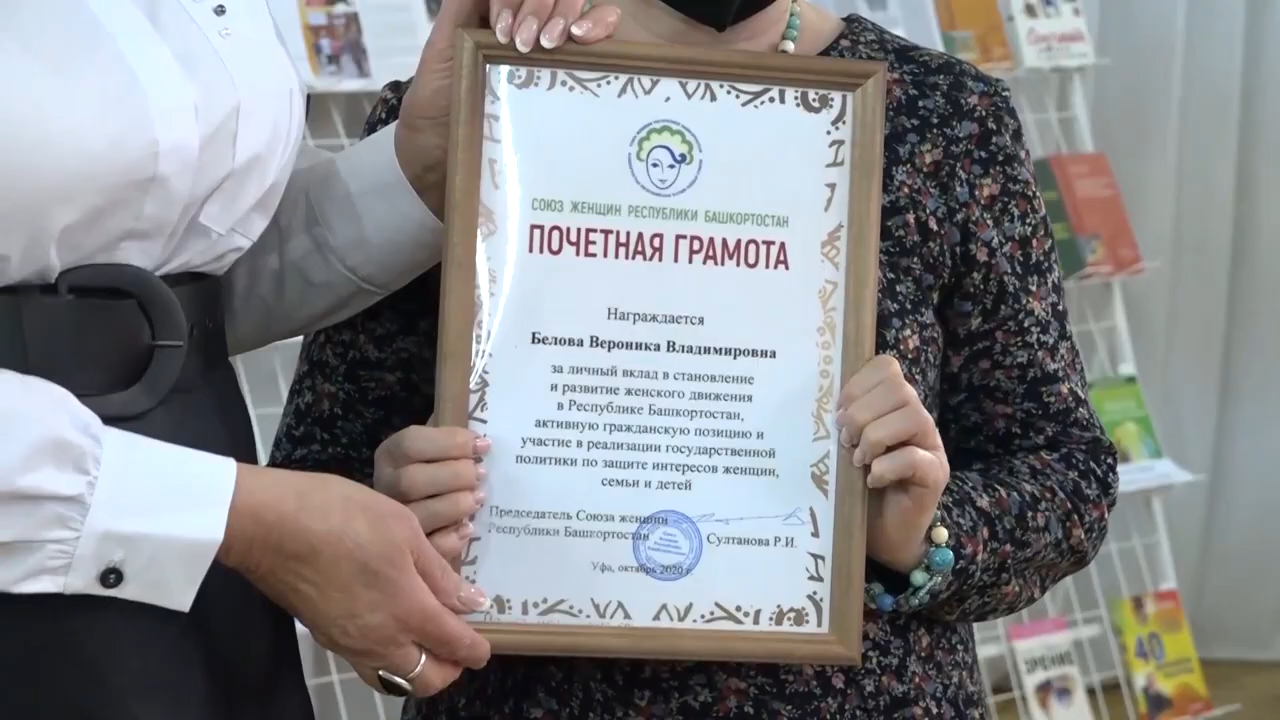 СОЮЗ ЖЕНЩИН РЕСПУБЛИКИ БАШКОРТОСТАН
ПОЧЕТНАЯ ГРАМОТА
Награждается
Белова Вероника Владимировна
за личный вклад в становление
и развитие женского движения
в Республике Башкортостан,
активную гражданскую позицию и
участие в реализации государственной
политики по защите интересов женщин,
семьи и детей
Председатель Союза женщин
Республики Башкортостан Султанова Р.И.
Уфа, октябрь 2020 г.
ЗРЕНИЕ
40